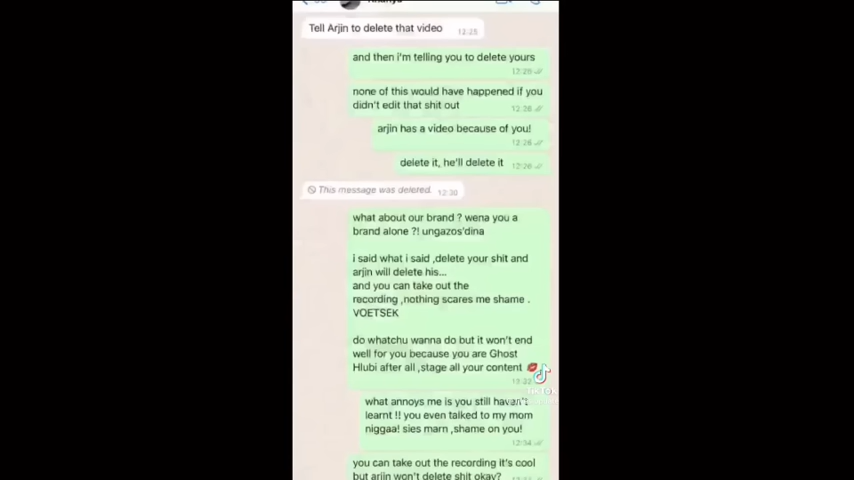 Tell Arjin to delete that video 12:25
and then i'm telling you to delete yours
12:25
none of this would have happened if you
didn't edit that shit out 12:26
arjin has a video because of you!
12:26
delete it, he'll delete it 12:26
This message was deleted. 12:30
what about our brand ? wena you a
brand alone ?! ungazos'dina
i said what i said ,delete your shit and
arjin will delete his...
and you can take out the
recording ,nothing scares me shame .
VOETSEK
do whatchu wanna do but it won't end
well for you because you are Ghost
Hlubi after all ,stage all your content 💋
what annoys me is you still haven't
learnt !! you even talked to my mom
niggaa! sies marn ,shame on you!
12:34
you can take out the recording it's cool
but arjin won't delete shit okay?
TikTok